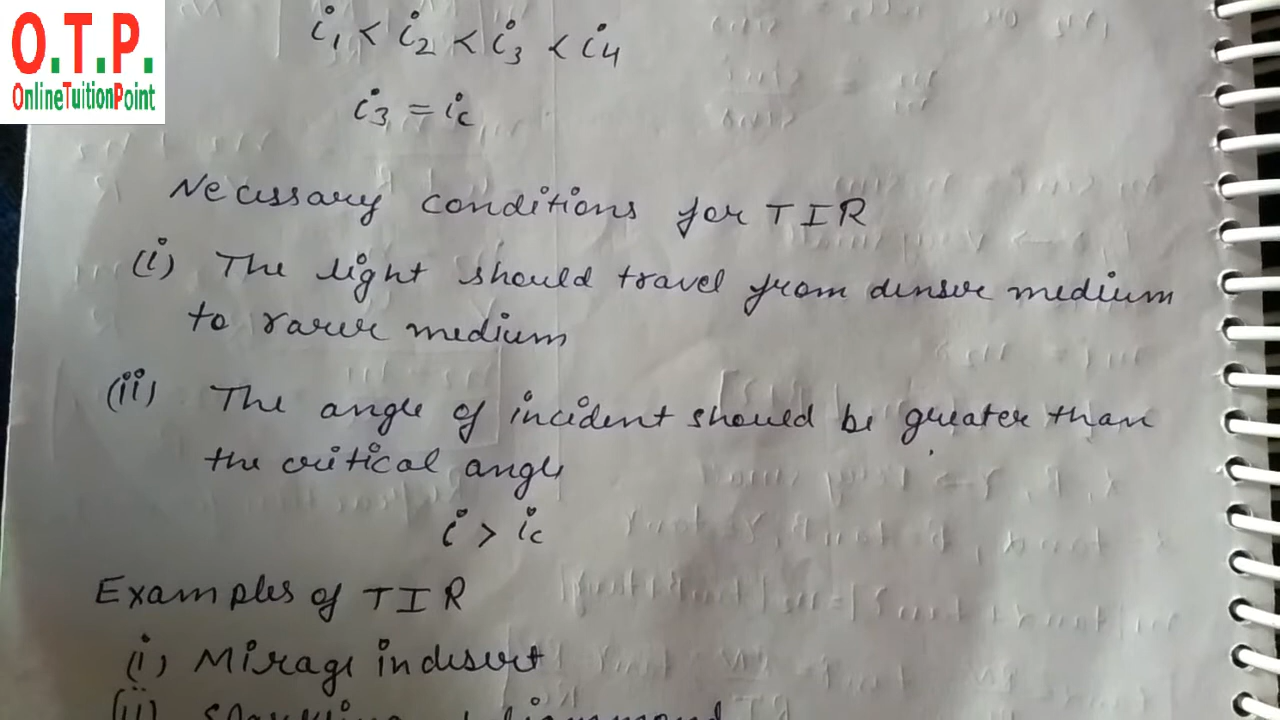 O.T.P.
OnlineTuitionPoint
i1 < i2 < i3 < i4
i3 = ic
Necessary conditions for TIR
(i) The light should travel from denser medium
to rarer medium
(ii) The angle of incident should be greater than
the critical angle
i > ic
Examples of TIR
(i) Mirage in desert
(ii)